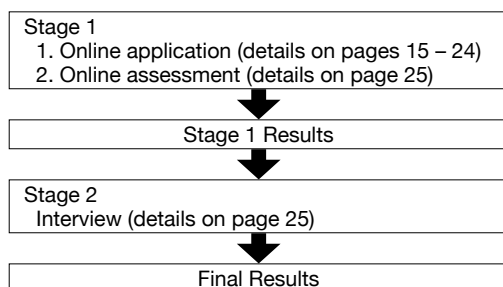 Stage 1
1. Online application (details on pages 15 – 24)
2. Online assessment (details on page 25)
Stage 1 Results
Stage 2
Interview (details on page 25)
Final Results